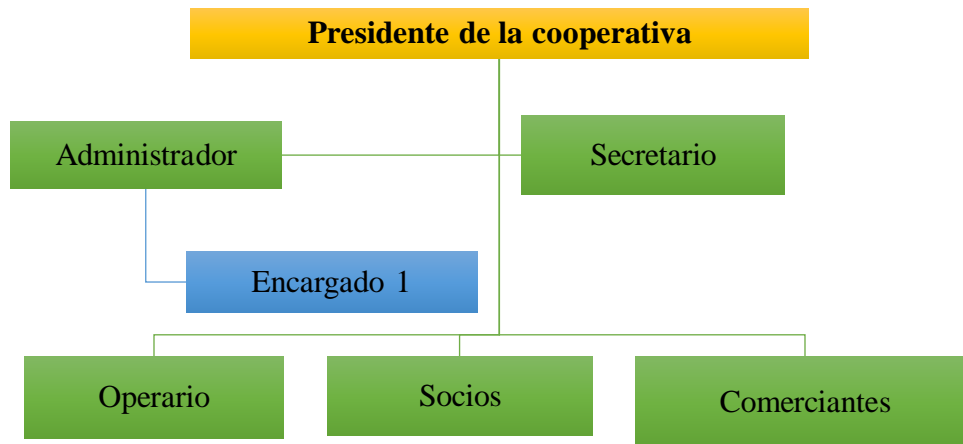 Presidente de la cooperativa
Administrador
Secretario
Encargado 1
Operario
Socios
Comerciantes